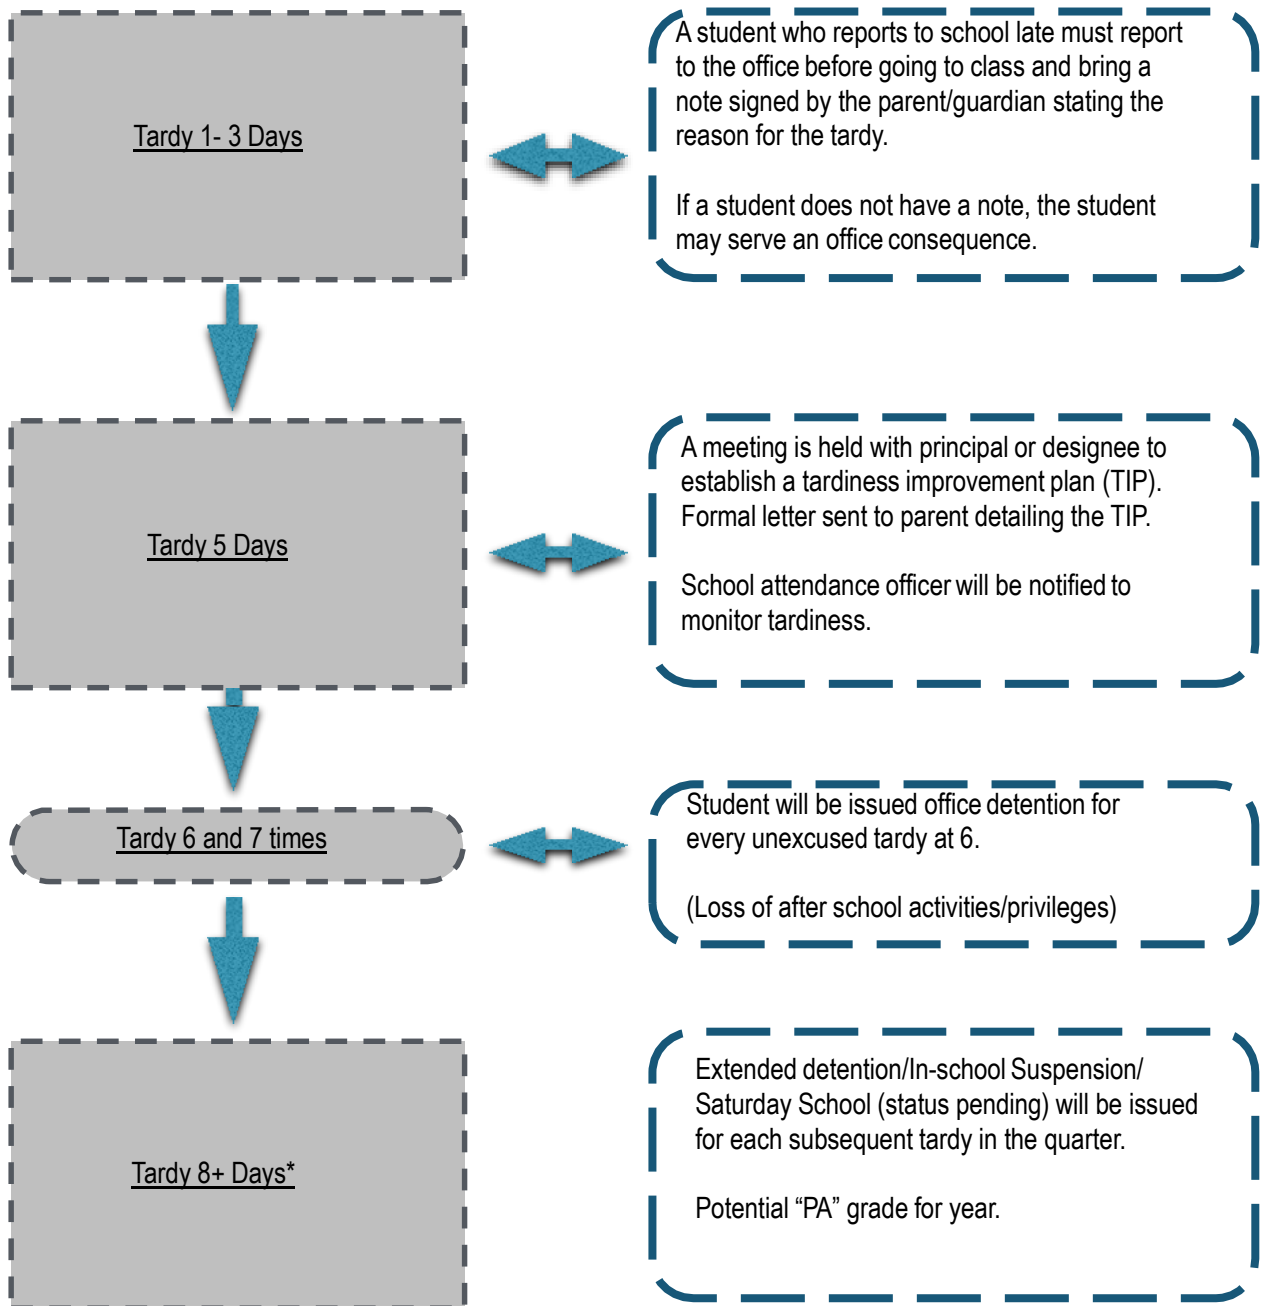 Tardy 1- 3 Days
A student who reports to school late must report
to the office before going to class and bring a
note signed by the parent/guardian stating the
reason for the tardy.
If a student does not have a note, the student
may serve an office consequence.
Tardy 5 Days
A meeting is held with principal or designee to
establish a tardiness improvement plan (TIP).
Formal letter sent to parent detailing the TIP.
School attendance officer will be notified to
monitor tardiness.
Tardy 6 and 7 times
Student will be issued office detention for
every unexcused tardy at 6.
(Loss of after school activities/privileges)
Tardy 8+ Days*
Extended detention/In-school Suspension/
Saturday School (status pending) will be issued
for each subsequent tardy in the quarter.
Potential “PA” grade for year.